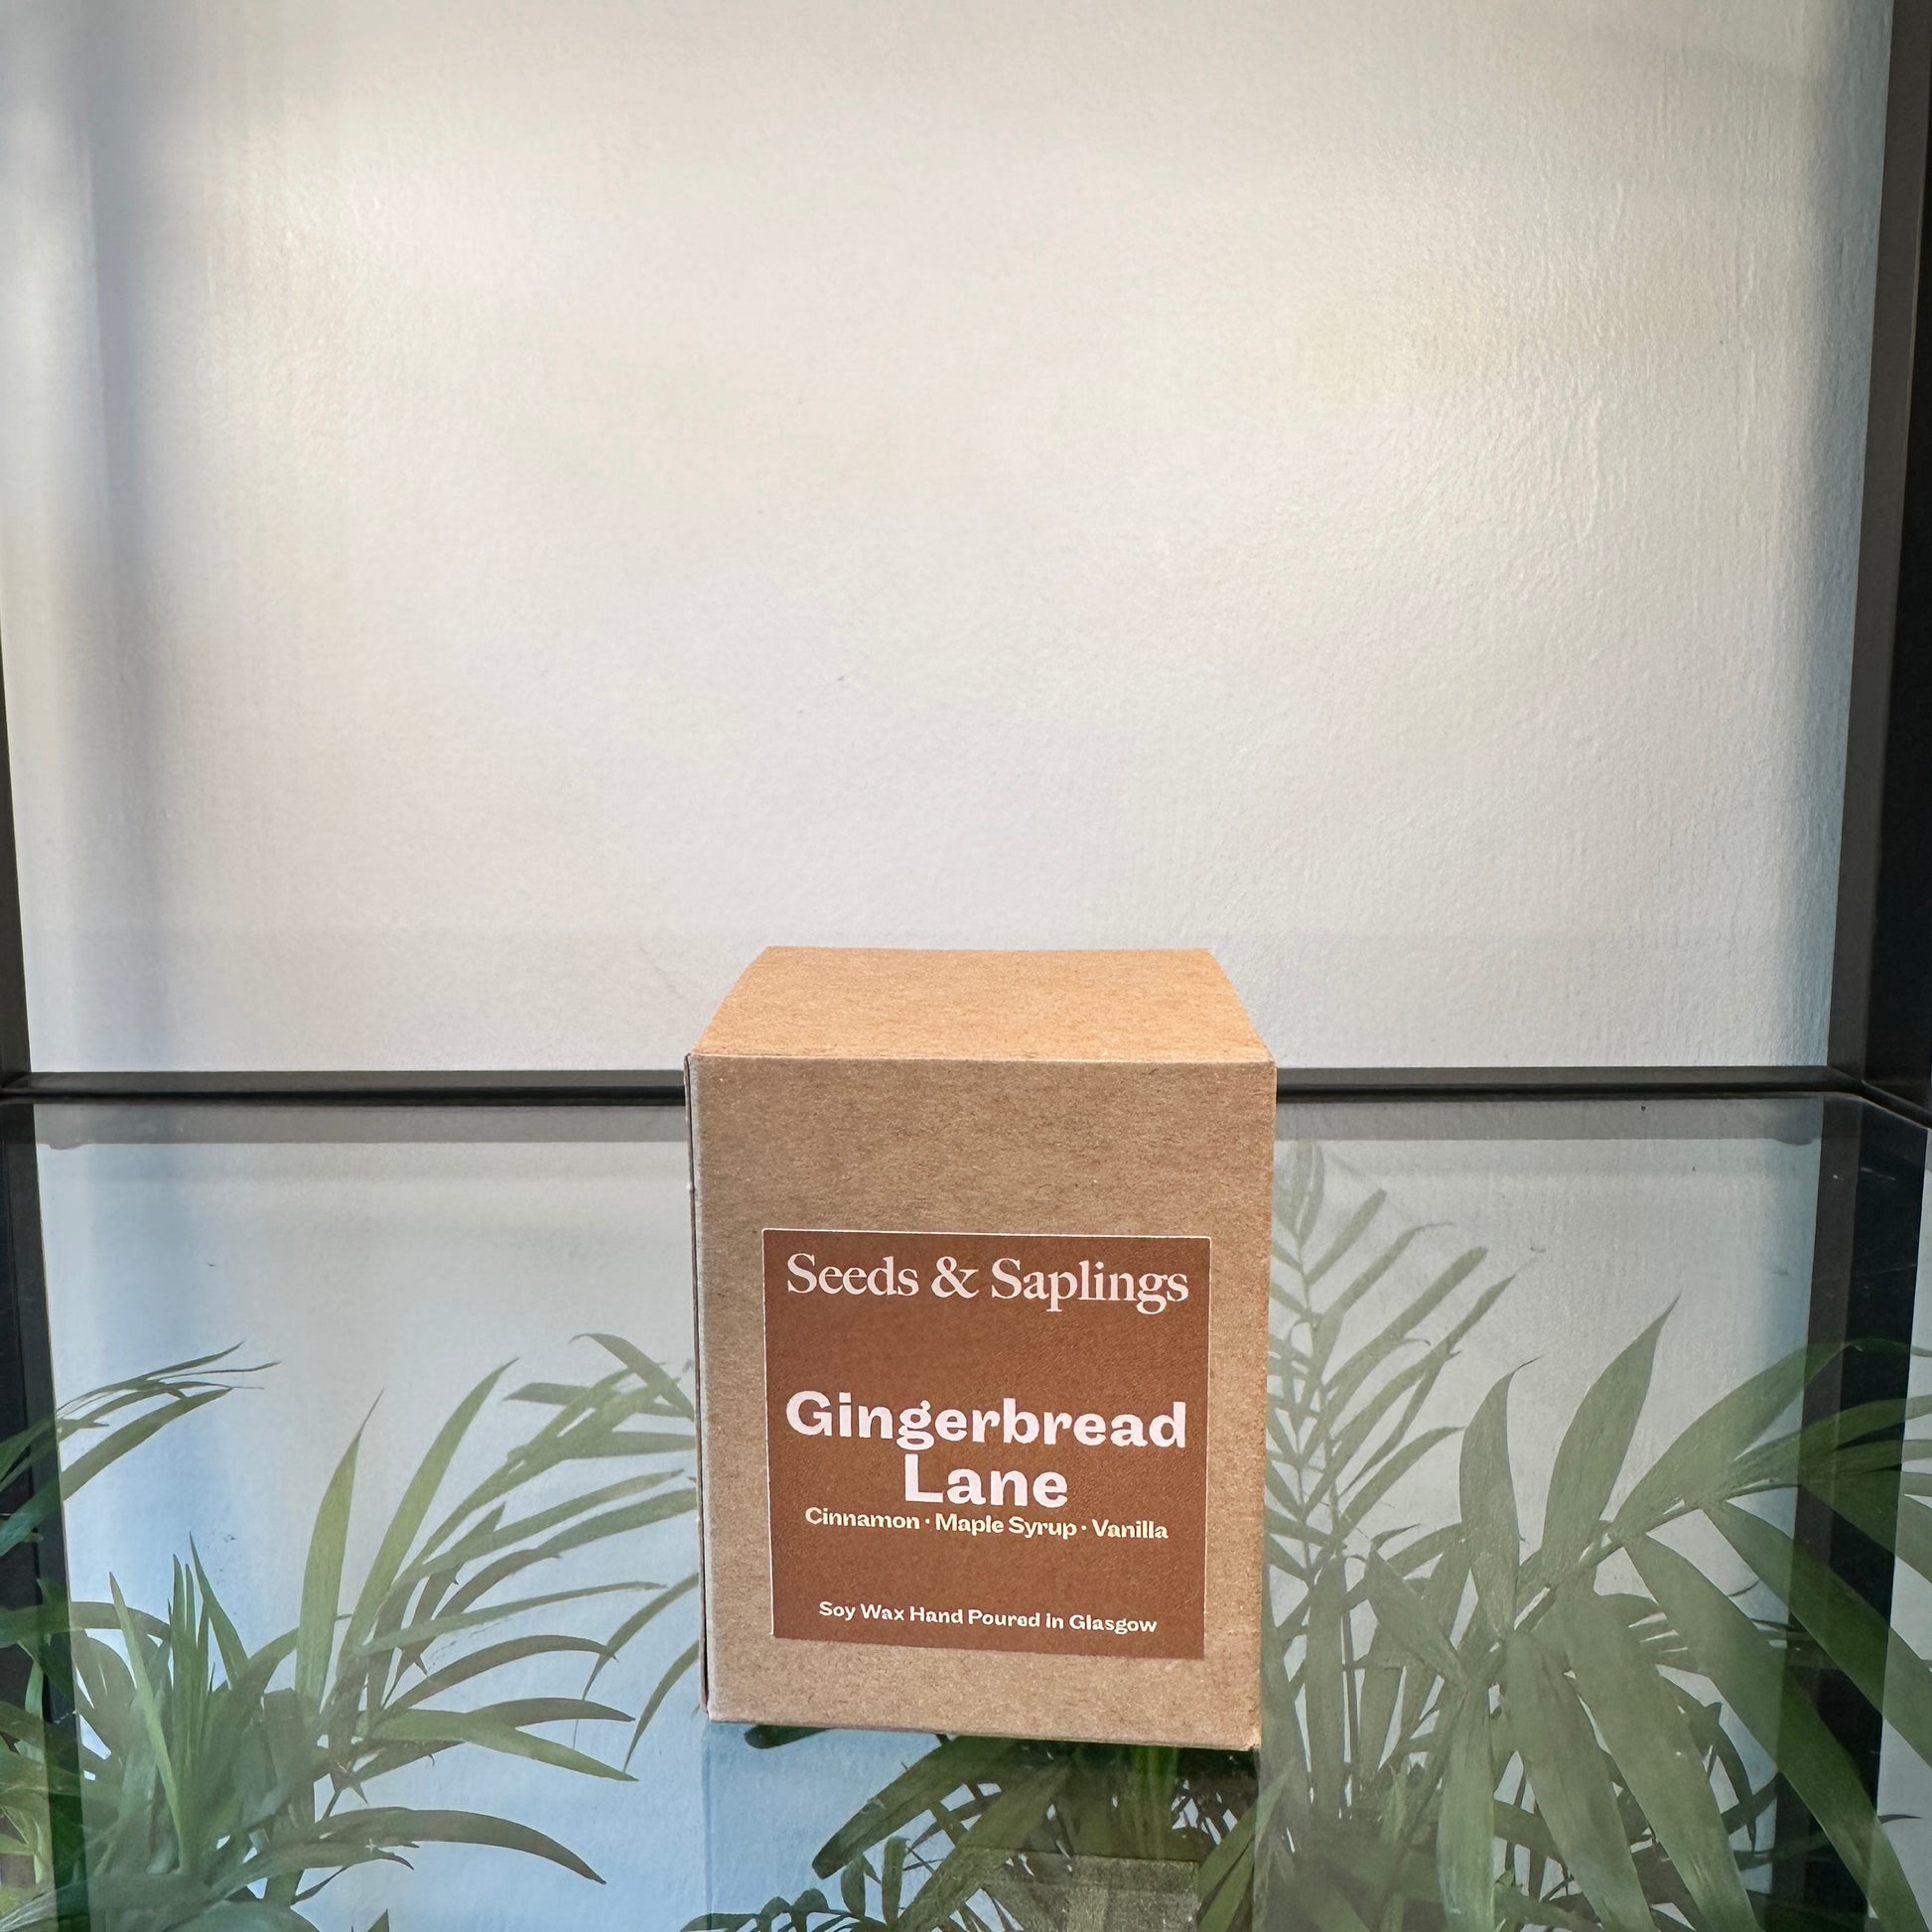 Seeds & Saplings
Gingerbread
Lane
Cinnamon · Maple Syrup · Vanilla
Soy Wax Hand Poured in Glasgow